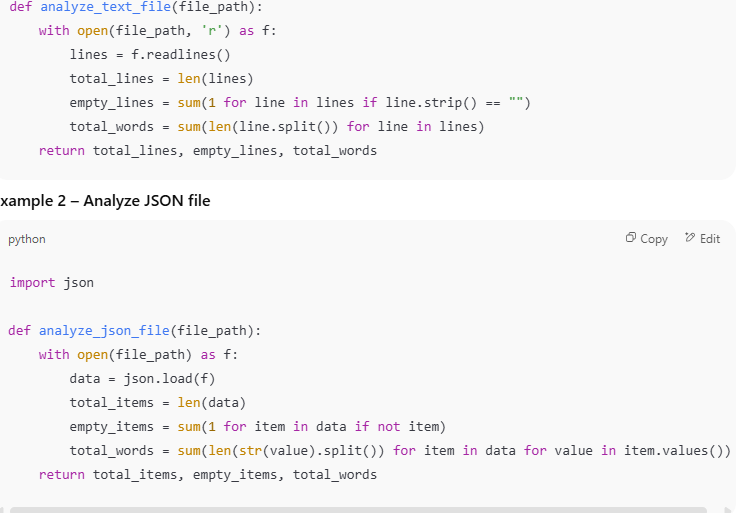 def analyze_text_file(file_path):
    with open(file_path, 'r') as f:
        lines = f.readlines()
        total_lines = len(lines)
        empty_lines = sum(1 for line in lines if line.strip() == "")
        total_words = sum(len(line.split()) for line in lines)
    return total_lines, empty_lines, total_words
xample 2 – Analyze JSON file
python
Copy
Edit
import json
def analyze_json_file(file_path):
    with open(file_path) as f:
        data = json.load(f)
        total_items = len(data)
        empty_items = sum(1 for item in data if not item)
        total_words = sum(len(str(value).split()) for item in data for value in item.values())
    return total_items, empty_items, total_words